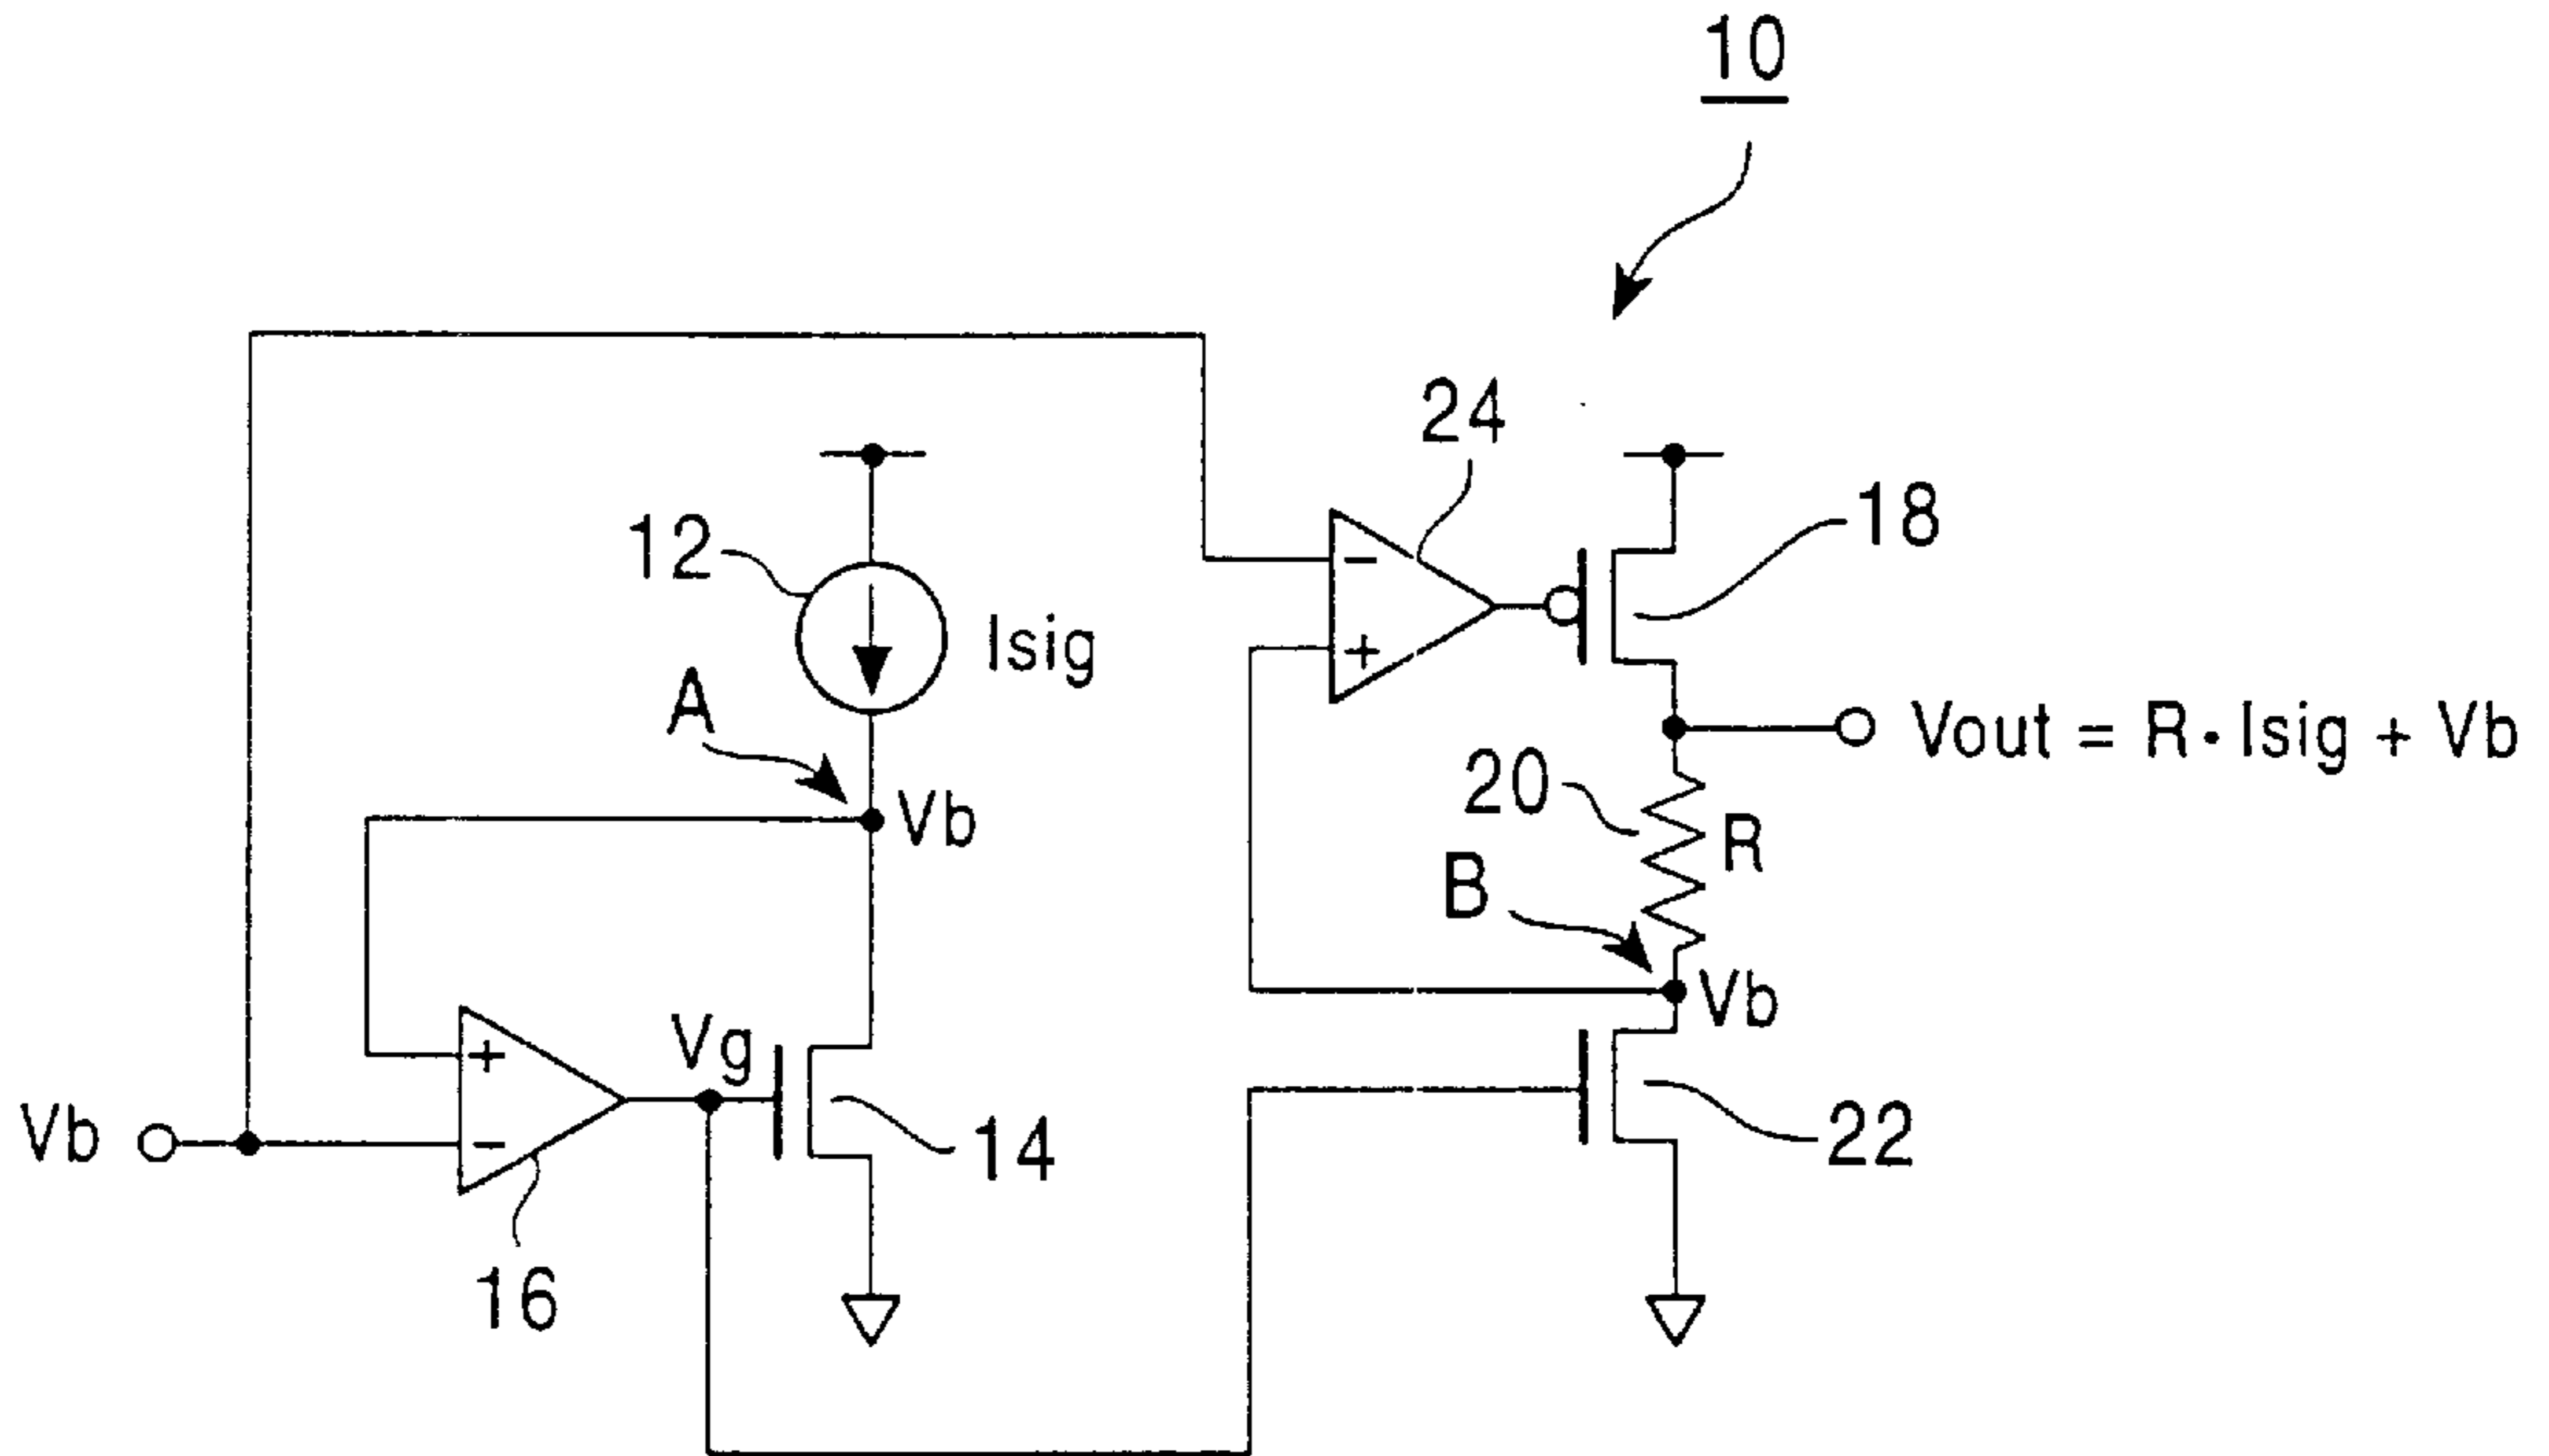 10
24
18
12
Isig
A
Vout = R·Isig + Vb
20
R
Vb
B
Vb
Vg
+
-
-
+
Vb
14
22
16